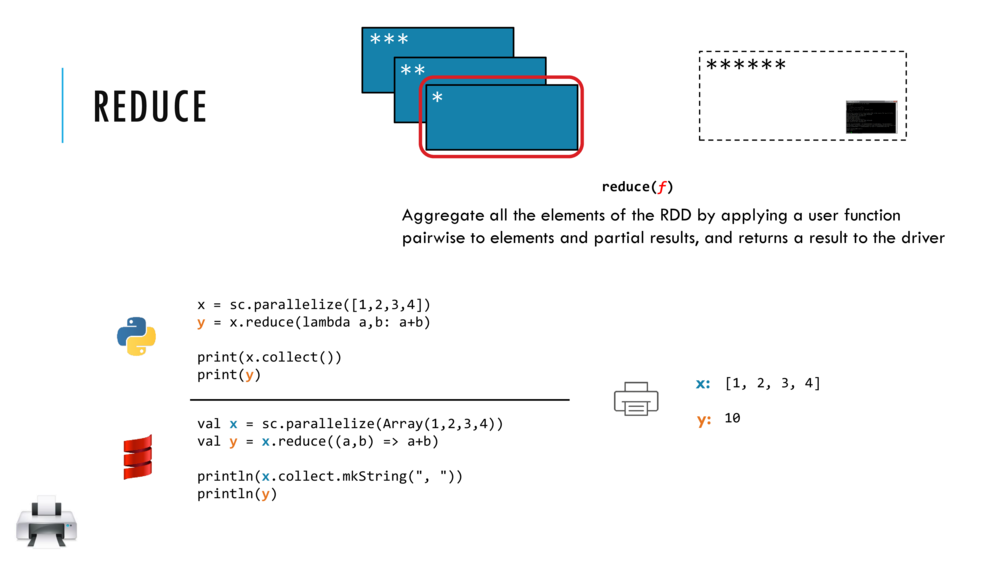 ***
**
*
******
REDUCE
reduce(f)
Aggregate all the elements of the RDD by applying a user function
pairwise to elements and partial results, and returns a result to the driver
x = sc.parallelize([1,2,3,4])
y = x.reduce(lambda a,b: a+b)
print(x.collect())
print(y)
val x = sc.parallelize(Array(1,2,3,4))
val y = x.reduce((a,b) => a+b)
println(x.collect.mkString(", "))
println(y)
x: [1, 2, 3, 4]
y: 10